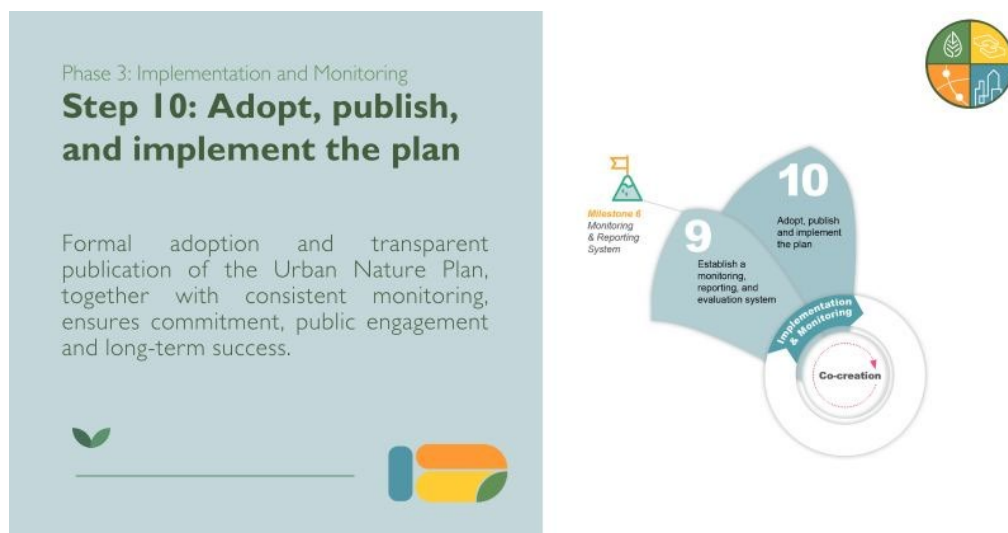 Phase 3: Implementation and Monitoring
Step 10: Adopt, publish,
and implement the plan
Formal adoption and transparent
publication of the Urban Nature Plan,
together with consistent monitoring,
ensures commitment, public engagement
and long-term success.
Milestone 6
Monitoring
& Reporting
System
9
Establish a
monitoring,
reporting, and
evaluation system
10
Adopt, publish
and implement
the plan
Implementation
& Monitoring
Co-creation